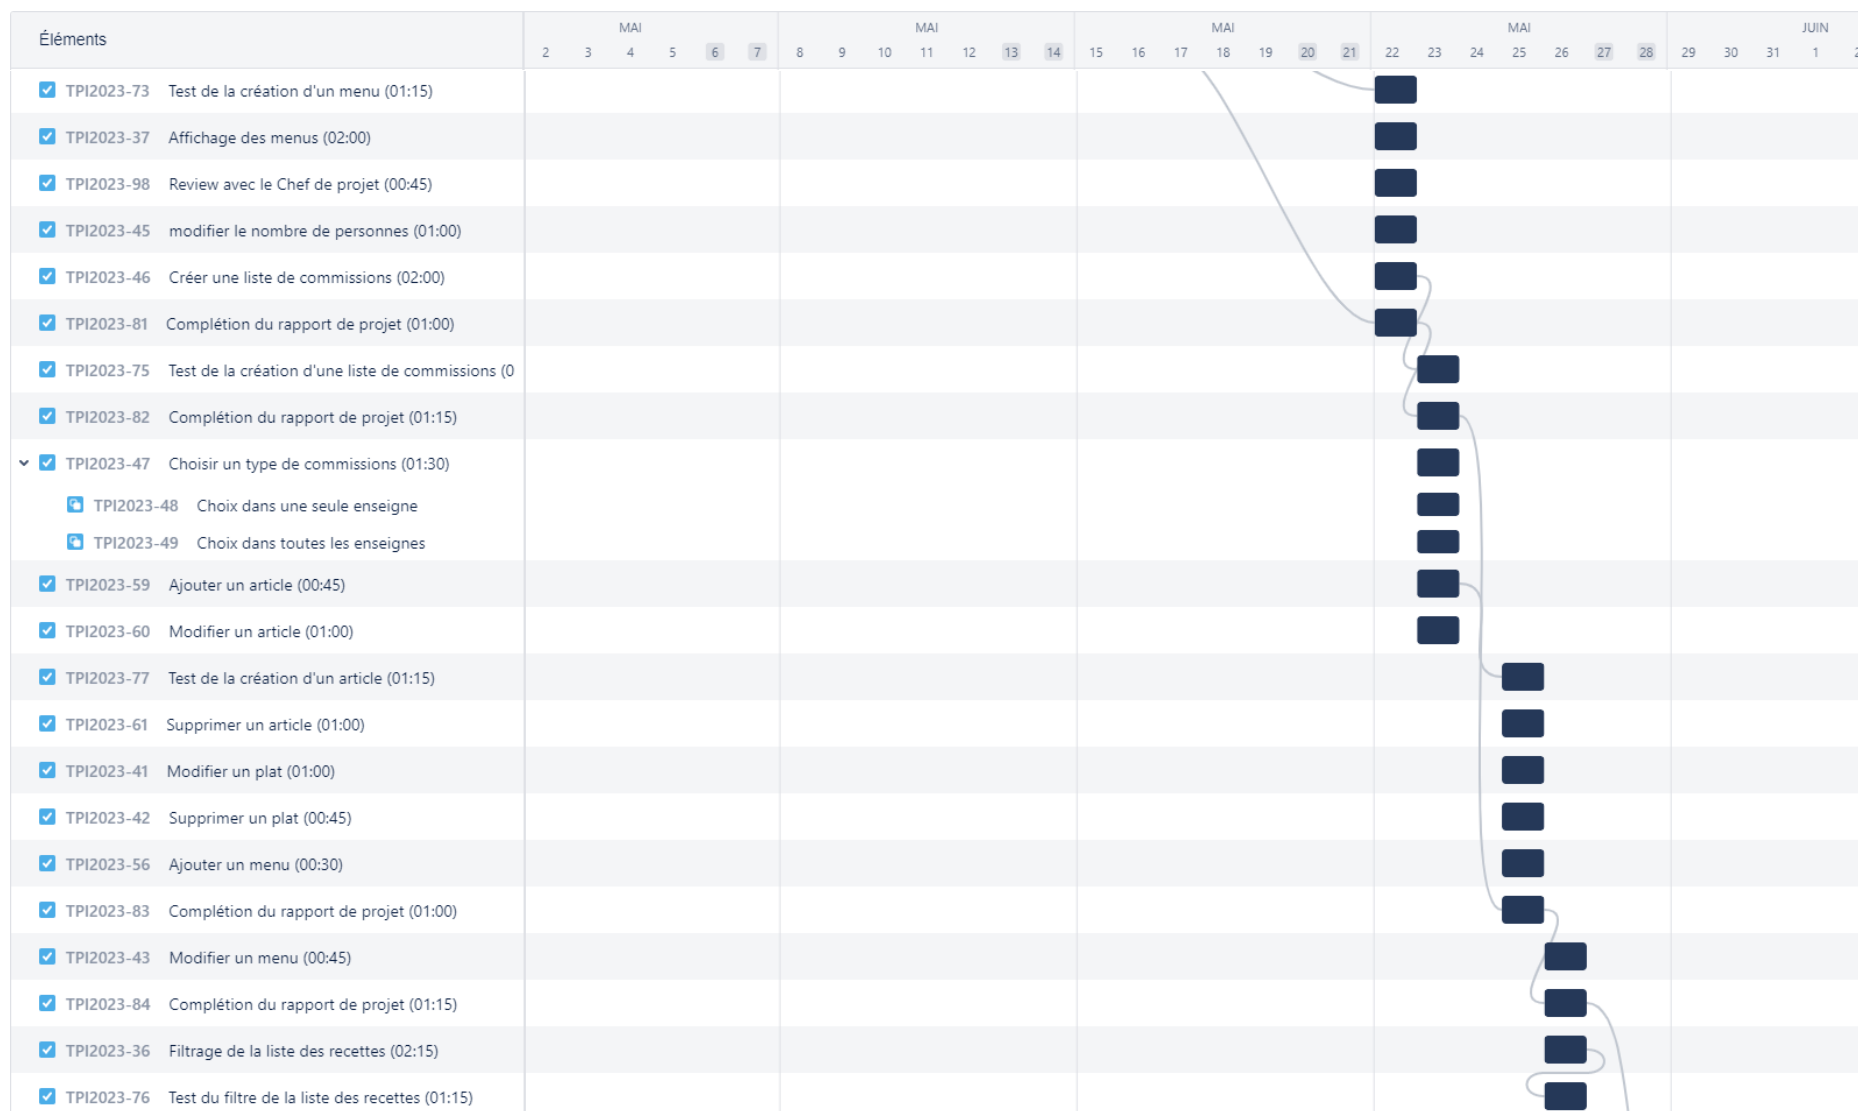 Éléments
MAI MAI MAI MAI JUIN
2 3 4 5 6 7 8 9 10 11 12 13 14 15 16 17 18 19 20 21 22 23 24 25 26 27 28 29 30 31 1 2
TPI2023-73 Test de la création d'un menu (01:15)
TPI2023-37 Affichage des menus (02:00)
TPI2023-98 Review avec le Chef de projet (00:45)
TPI2023-45 modifier le nombre de personnes (01:00)
TPI2023-46 Créer une liste de commissions (02:00)
TPI2023-81 Complétion du rapport de projet (01:00)
TPI2023-75 Test de la création d'une liste de commissions (0
TPI2023-82 Complétion du rapport de projet (01:15)
TPI2023-47 Choisir un type de commissions (01:30)
TPI2023-48 Choix dans une seule enseigne
TPI2023-49 Choix dans toutes les enseignes
TPI2023-59 Ajouter un article (00:45)
TPI2023-60 Modifier un article (01:00)
TPI2023-77 Test de la création d'un article (01:15)
TPI2023-61 Supprimer un article (01:00)
TPI2023-41 Modifier un plat (01:00)
TPI2023-42 Supprimer un plat (00:45)
TPI2023-56 Ajouter un menu (00:30)
TPI2023-83 Complétion du rapport de projet (01:00)
TPI2023-43 Modifier un menu (00:45)
TPI2023-84 Complétion du rapport de projet (01:15)
TPI2023-36 Filtrage de la liste des recettes (02:15)
TPI2023-76 Test du filtre de la liste des recettes (01:15)